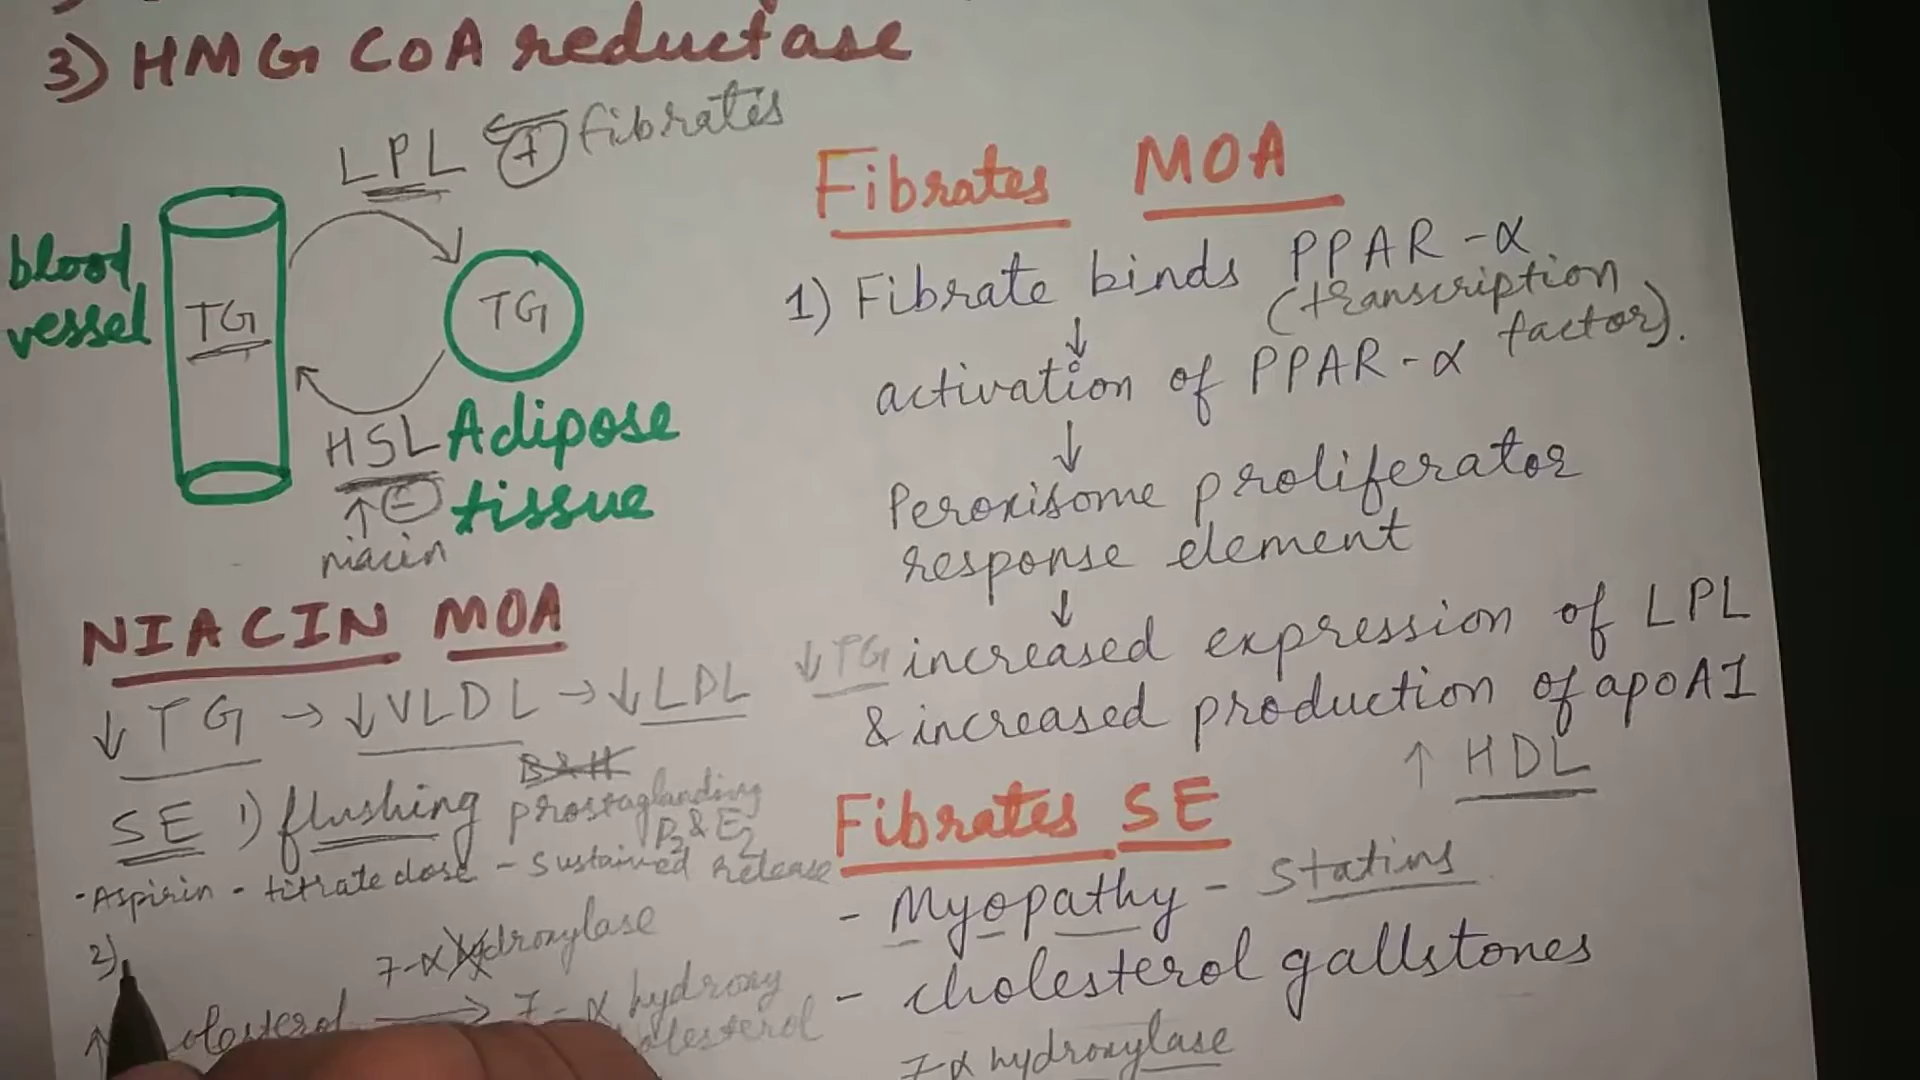 3) HMG COA reductase
LPL ← + fibrates
blood
vessel
TG
TG
HSL
Adipose
tissue
↑ -
niacin
NIACIN MOA
↓ TG → ↓ VLDL → ↓ LDL
B & H
SE 1) flushing prostaglandins
D2 & E2
- Aspirin - titrate dose - Sustained release
2)
7-α hydroxylase
↑ → 7-α hydroxy
Fibrates MOA
1) Fibrate binds PPAR-α
(transcription
factor).
↓
activation of PPAR-α
↓
Peroxisome proliferator
response element
↓
↓ TG increased expression of LPL
& increased production of apoA1
↑ HDL
Fibrates SE
- Myopathy - Statins
- cholesterol gallstones
7-α hydroxylase